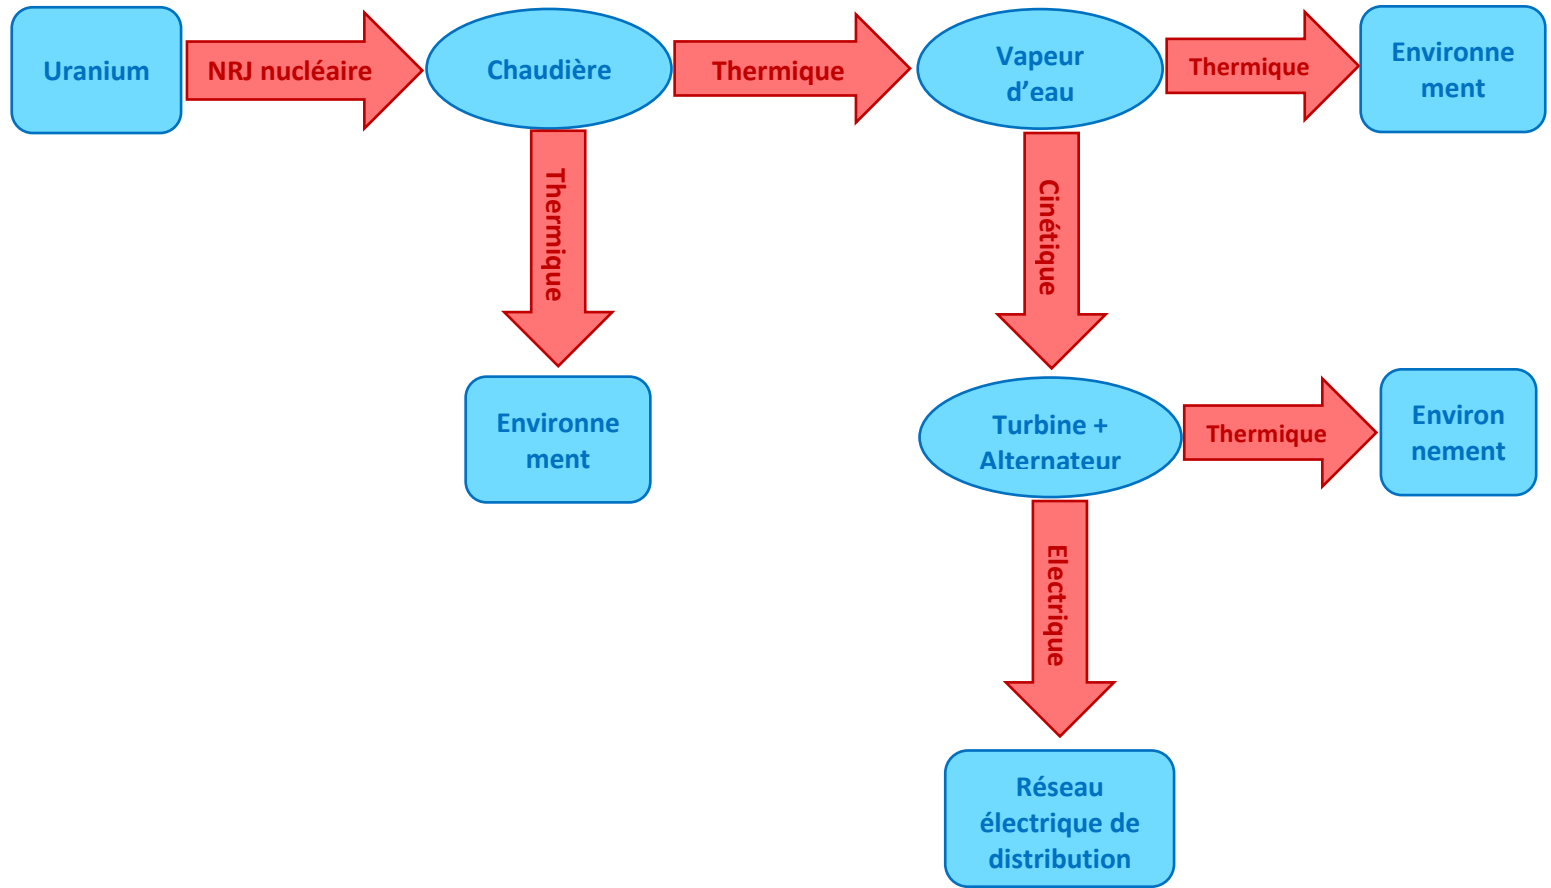 Uranium
NRJ nucléaire
Chaudière
Thermique
Vapeur
d’eau
Thermique
Environne
ment
Thermique
Cinétique
Environne
ment
Turbine +
Alternateur
Thermique
Environ
nement
Electrique
Réseau
électrique de
distribution